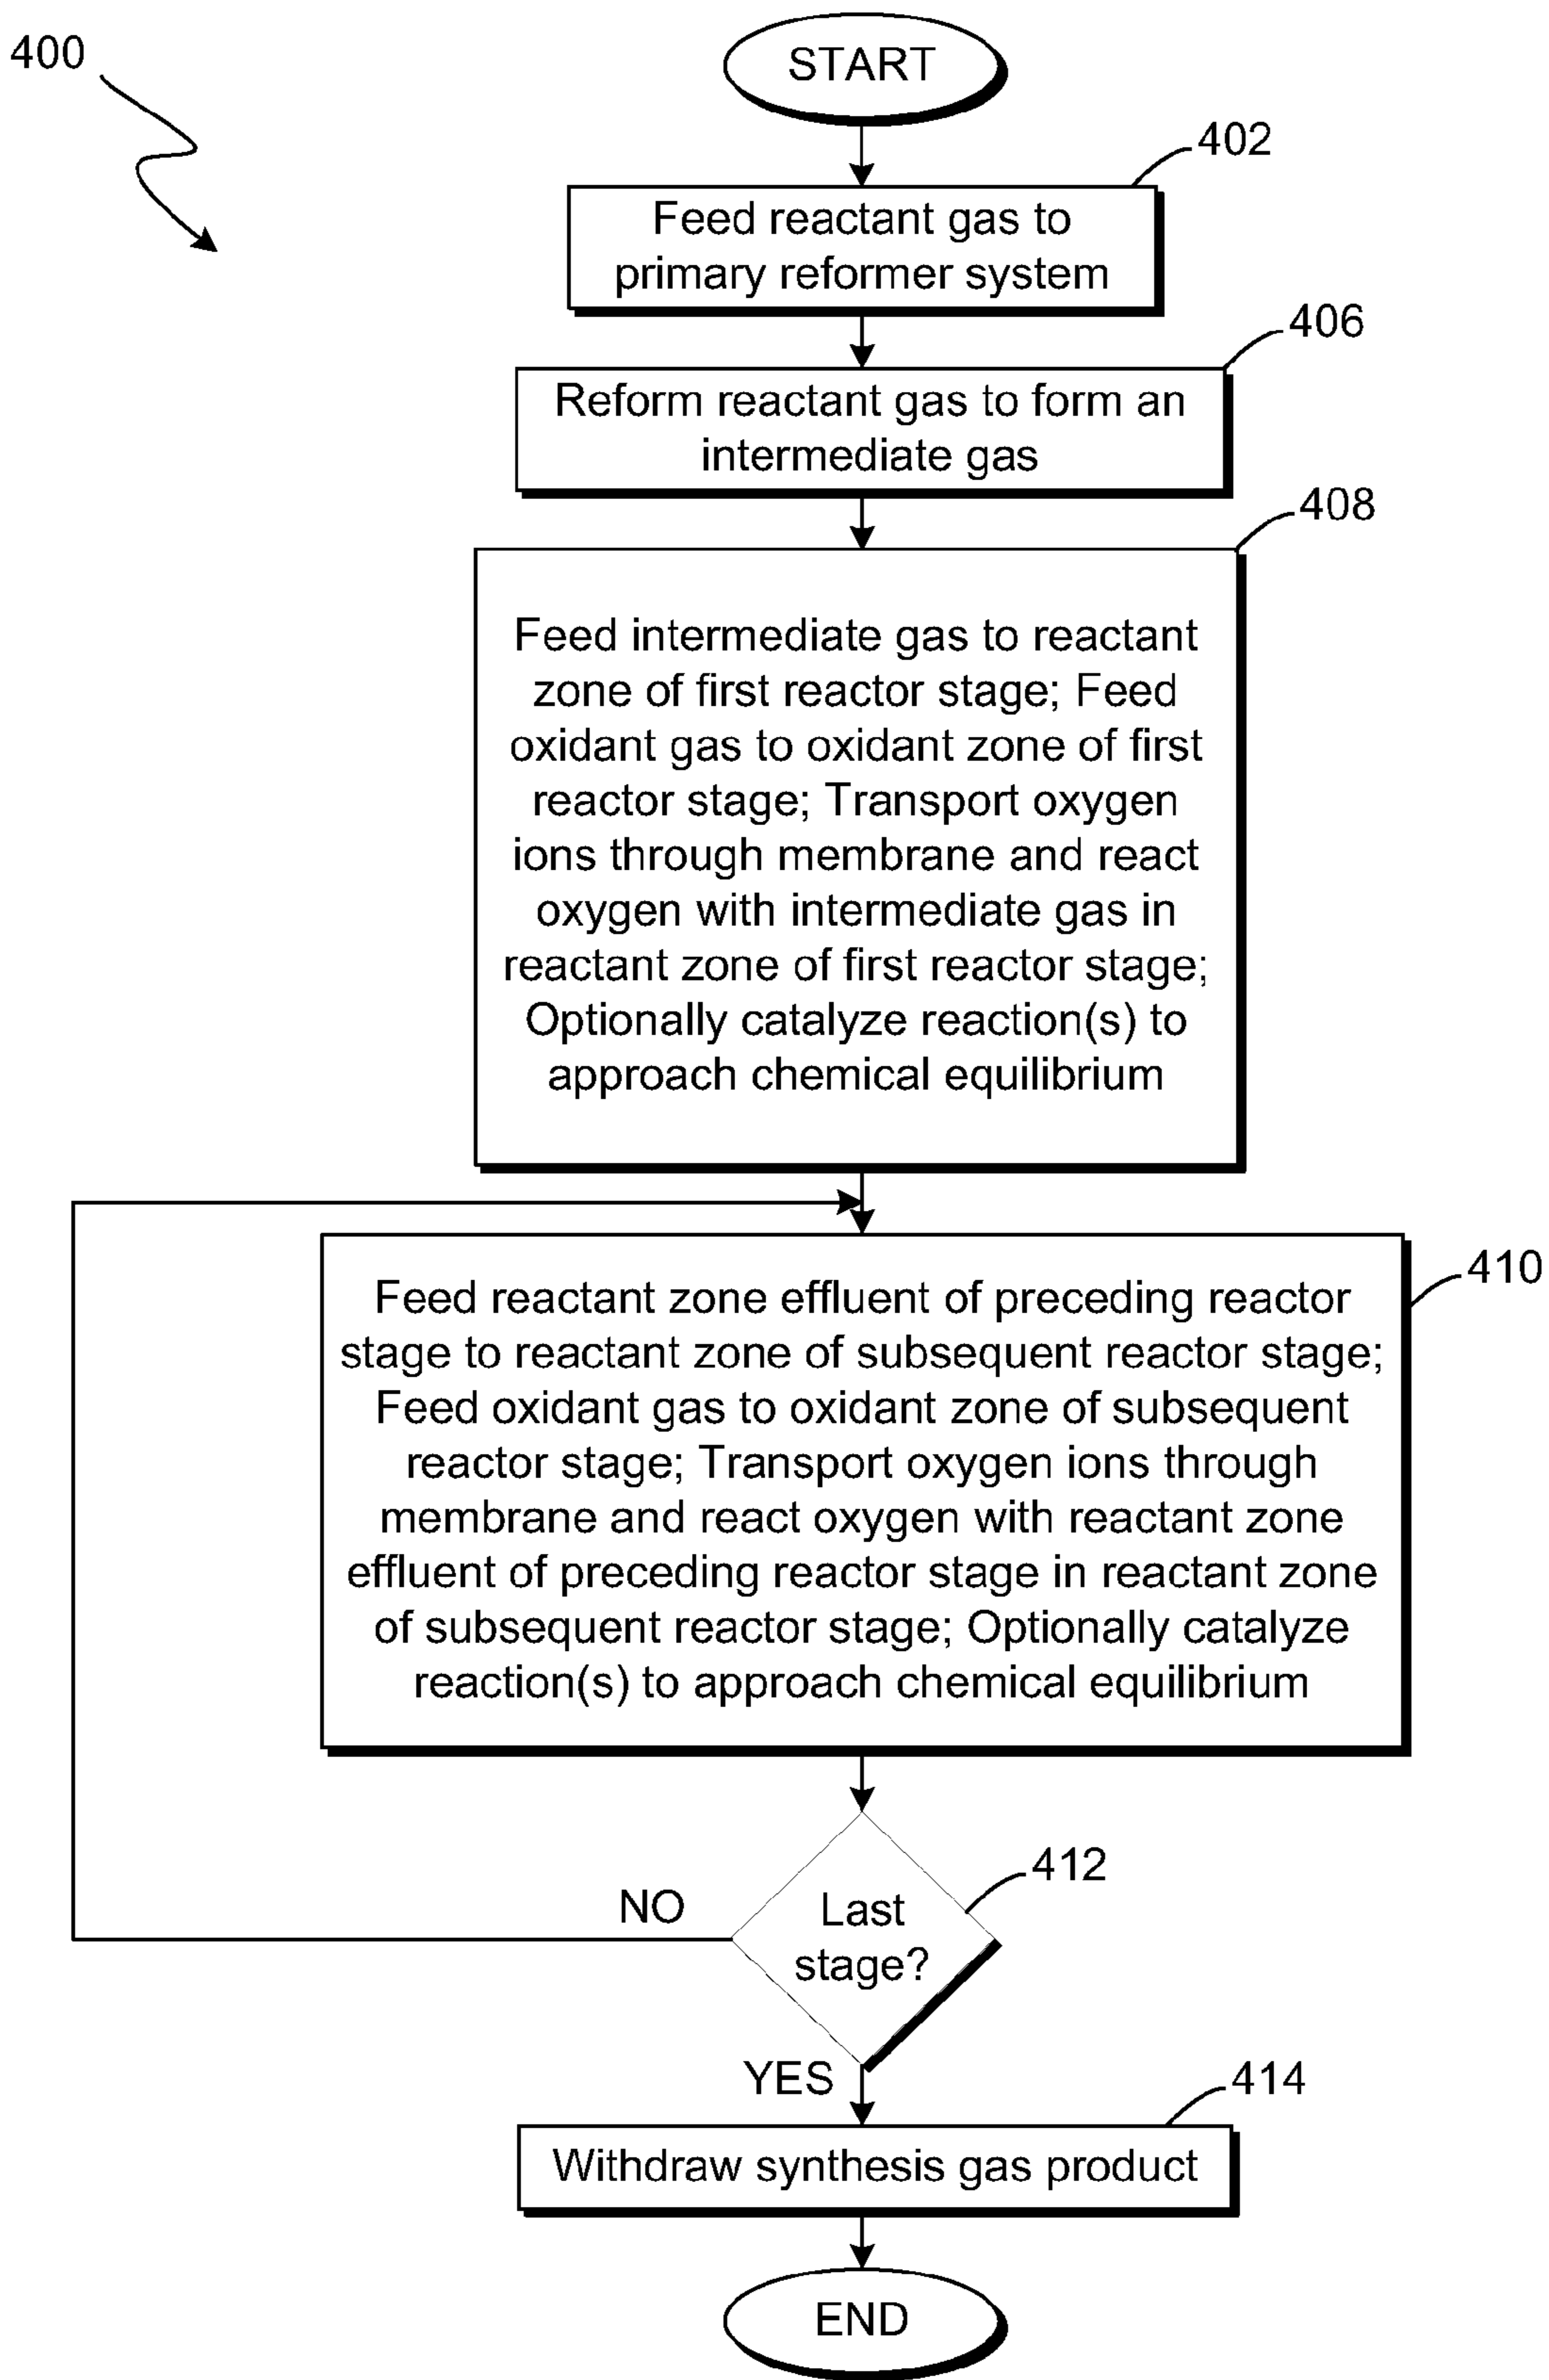 400
START
402
Feed reactant gas to
primary reformer system
406
Reform reactant gas to form an
intermediate gas
408
Feed intermediate gas to reactant
zone of first reactor stage; Feed
oxidant gas to oxidant zone of first
reactor stage; Transport oxygen
ions through membrane and react
oxygen with intermediate gas in
reactant zone of first reactor stage;
Optionally catalyze reaction(s) to
approach chemical equilibrium
410
Feed reactant zone effluent of preceding reactor
stage to reactant zone of subsequent reactor stage;
Feed oxidant gas to oxidant zone of subsequent
reactor stage; Transport oxygen ions through
membrane and react oxygen with reactant zone
effluent of preceding reactor stage in reactant zone
of subsequent reactor stage; Optionally catalyze
reaction(s) to approach chemical equilibrium
412
NO
Last
stage?
YES
414
Withdraw synthesis gas product
END